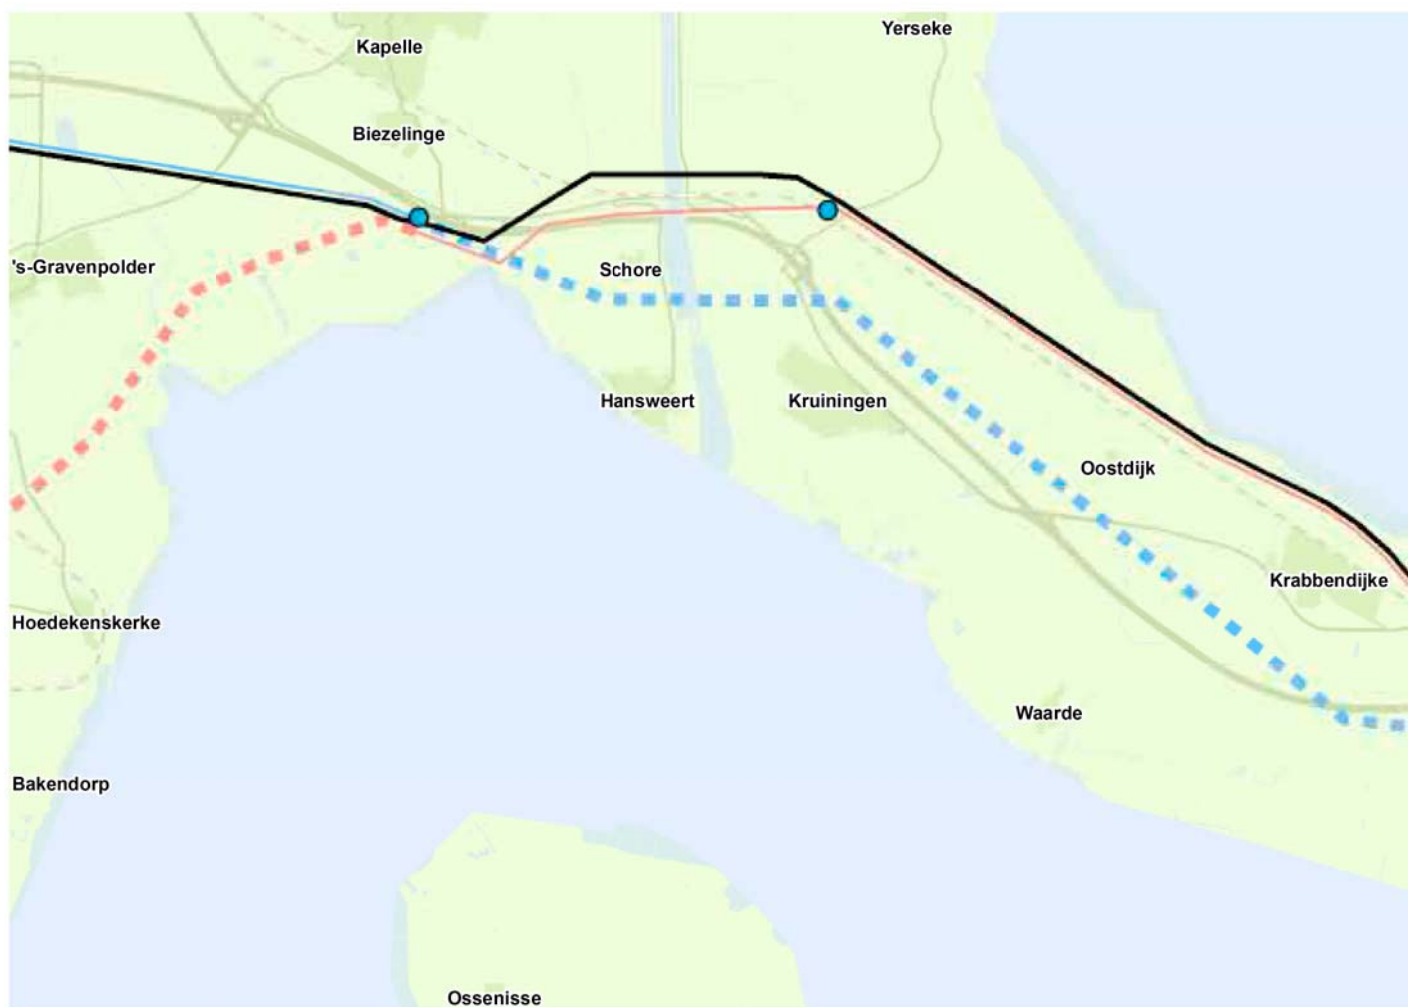 Yerseke
Kapelle
Biezelinge
's-Gravenpolder
Schore
Hansweert
Kruiningen
Oostdijk
Krabbendijke
Hoedekenskerke
Waarde
Bakendorp
Ossenisse